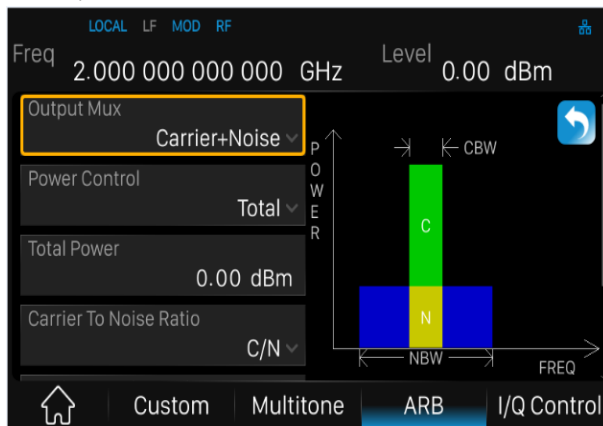 LOCAL LF MOD RF
Freq 2.000 000 000 000 GHz Level 0.00 dBm
Output Mux
Carrier+Noise
Power Control
Total
Total Power
0.00 dBm
Carrier To Noise Ratio
C/N
POWER
CBW
C
N
NBW
FREQ
Custom Multitone ARB I/Q Control